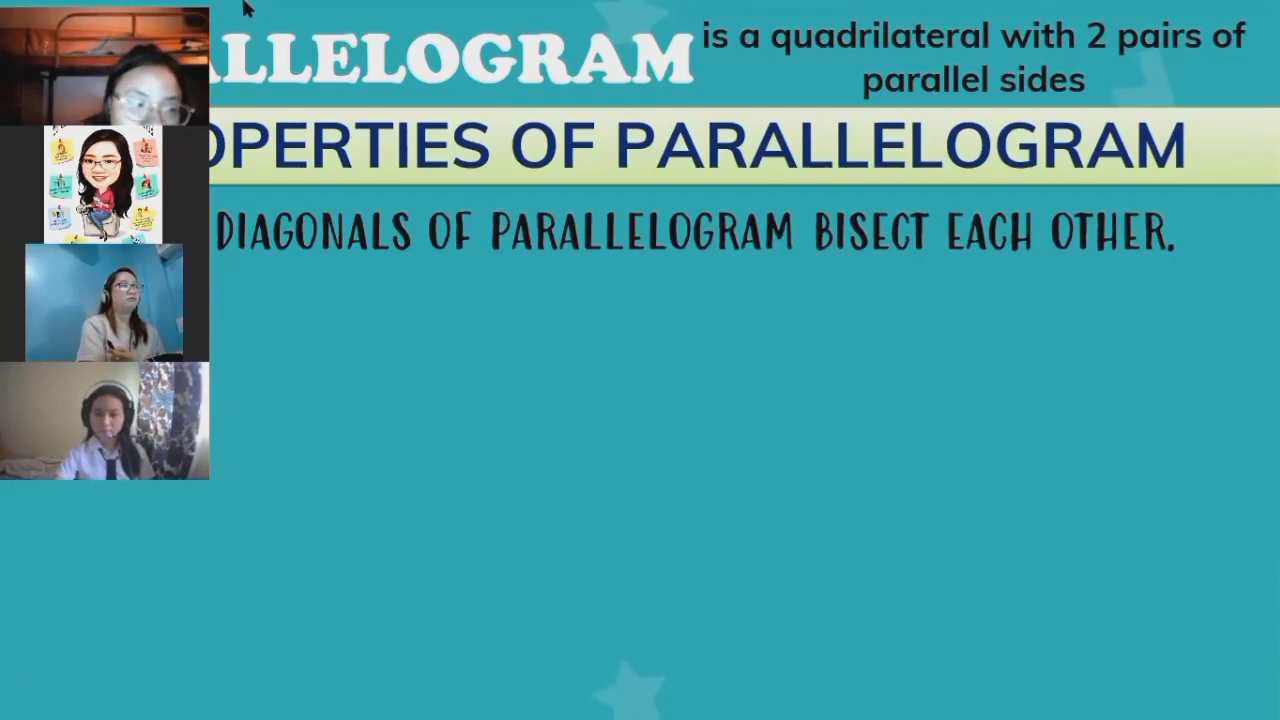 ALLELOGRAM
is a quadrilateral with 2 pairs of
parallel sides
OPERTIES OF PARALLELOGRAM
DIAGONALS OF PARALLELOGRAM BISECT EACH OTHER.